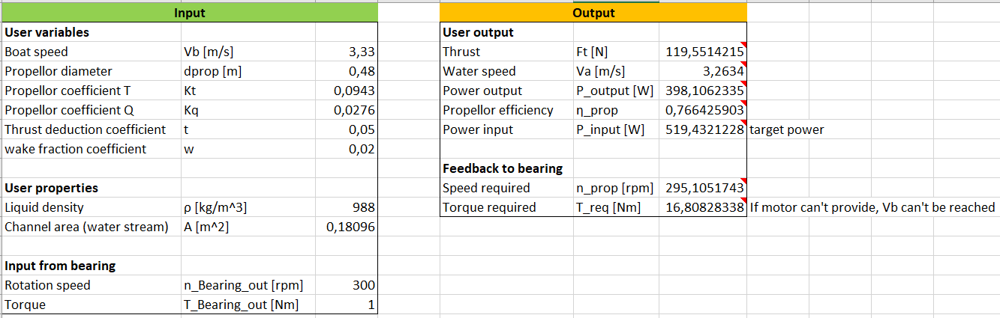 Input
User variables
Boat speed Vb [m/s] 3,33
Propellor diameter dprop [m] 0,48
Propellor coefficient T Kt 0,0943
Propellor coefficient Q Kq 0,0276
Thrust deduction coefficient t 0,05
wake fraction coefficient w 0,02
User properties
Liquid density ρ [kg/m^3] 988
Channel area (water stream) A [m^2] 0,18096
Input from bearing
Rotation speed n_Bearing_out [rpm] 300
Torque T_Bearing_out [Nm] 1
Output
User output
Thrust Ft [N] 119,5514215
Water speed Va [m/s] 3,2634
Power output P_output [W] 398,1062335
Propellor efficiency η_prop 0,766425903
Power input P_input [W] 519,4321228 target power
Feedback to bearing
Speed required n_prop [rpm] 295,1051743
Torque required T_req [Nm] 16,80828338 If motor can't provide, Vb can't be reached